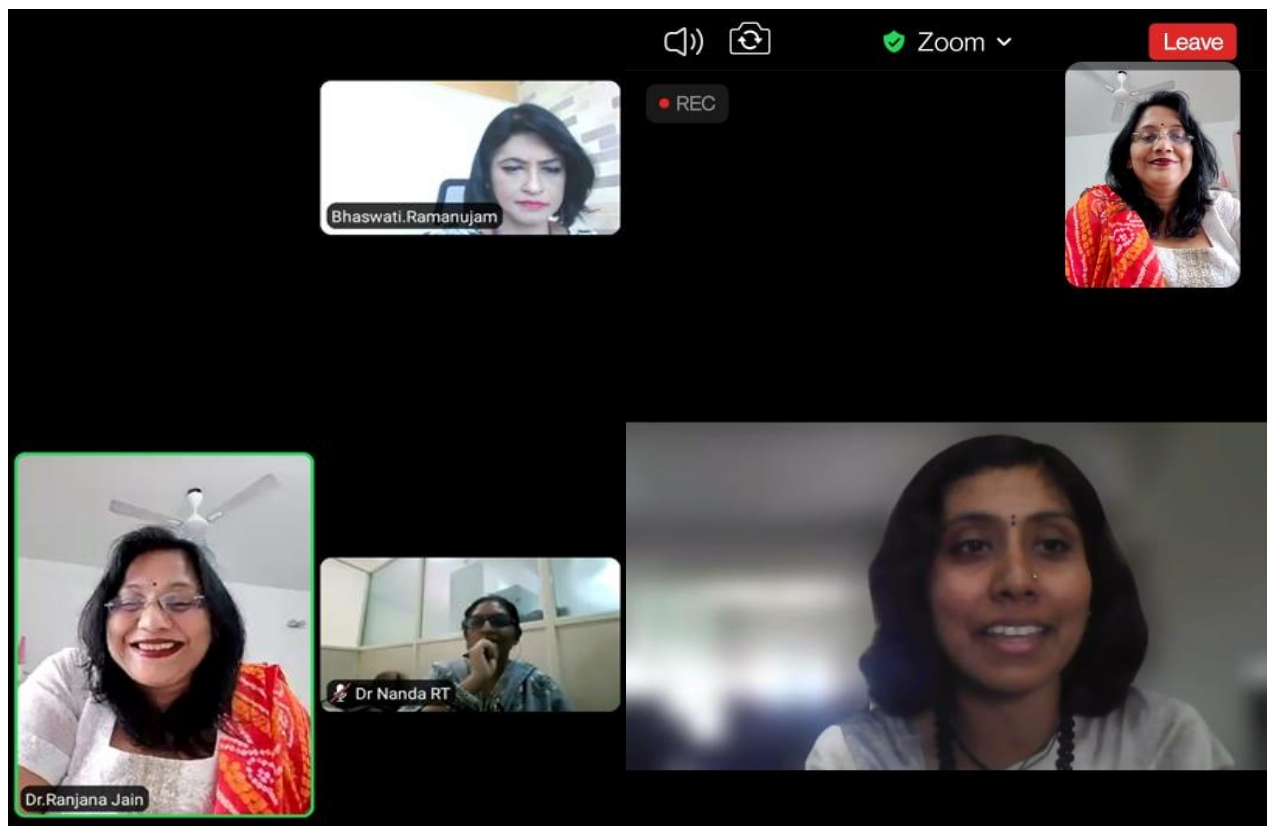 Bhaswati.Ramanujam
Dr.Ranjana Jain
Dr Nanda RT
Zoom
Leave
REC